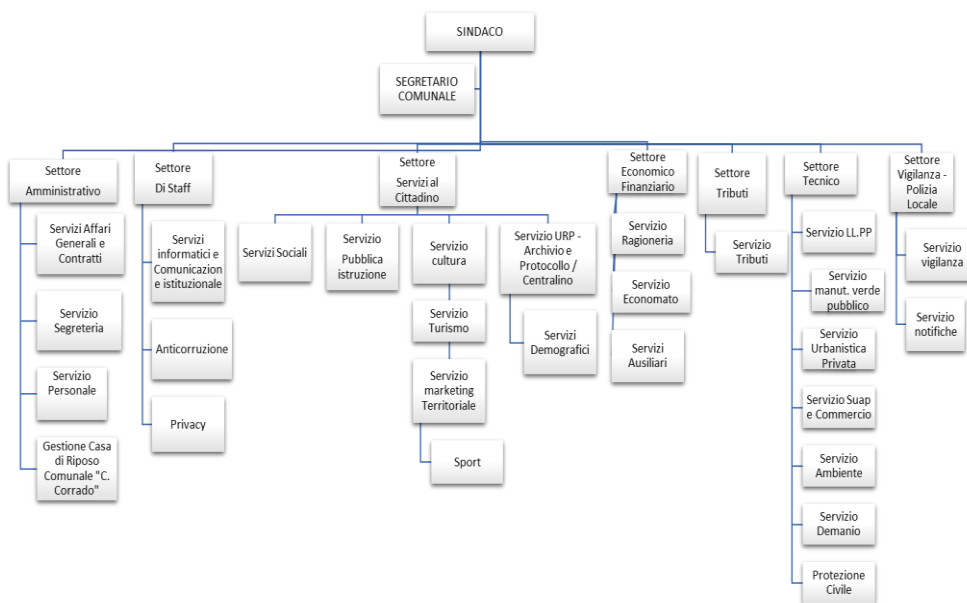 SINDACO
SEGRETARIO
COMUNALE
Settore
Amministrativo
Servizi Affari
Generali e
Contratti
Servizio
Segreteria
Servizio
Personale
Gestione Casa
di Riposo
Comunale "C.
Corrado"
Settore
Di Staff
Servizi
informatici e
Comunicazion
e istituzionale
Anticorruzione
Privacy
Settore
Servizi al
Cittadino
Servizi Sociali
Servizio
Pubblica
istruzione
Servizio
cultura
Servizio
Turismo
Servizio
marketing
Territoriale
Sport
Servizio URP -
Archivio e
Protocollo /
Centralino
Servizi
Demografici
Settore
Economico
Finanziario
Servizio
Ragioneria
Servizio
Economato
Servizi
Ausiliari
Settore
Tributi
Servizio
Tributi
Settore
Tecnico
Servizio LL.PP
Servizio
manut. verde
pubblico
Servizio
Urbanistica
Privata
Servizio Suap
e Commercio
Servizio
Ambiente
Servizio
Demanio
Protezione
Civile
Settore
Vigilanza -
Polizia
Locale
Servizio
vigilanza
Servizio
notifiche